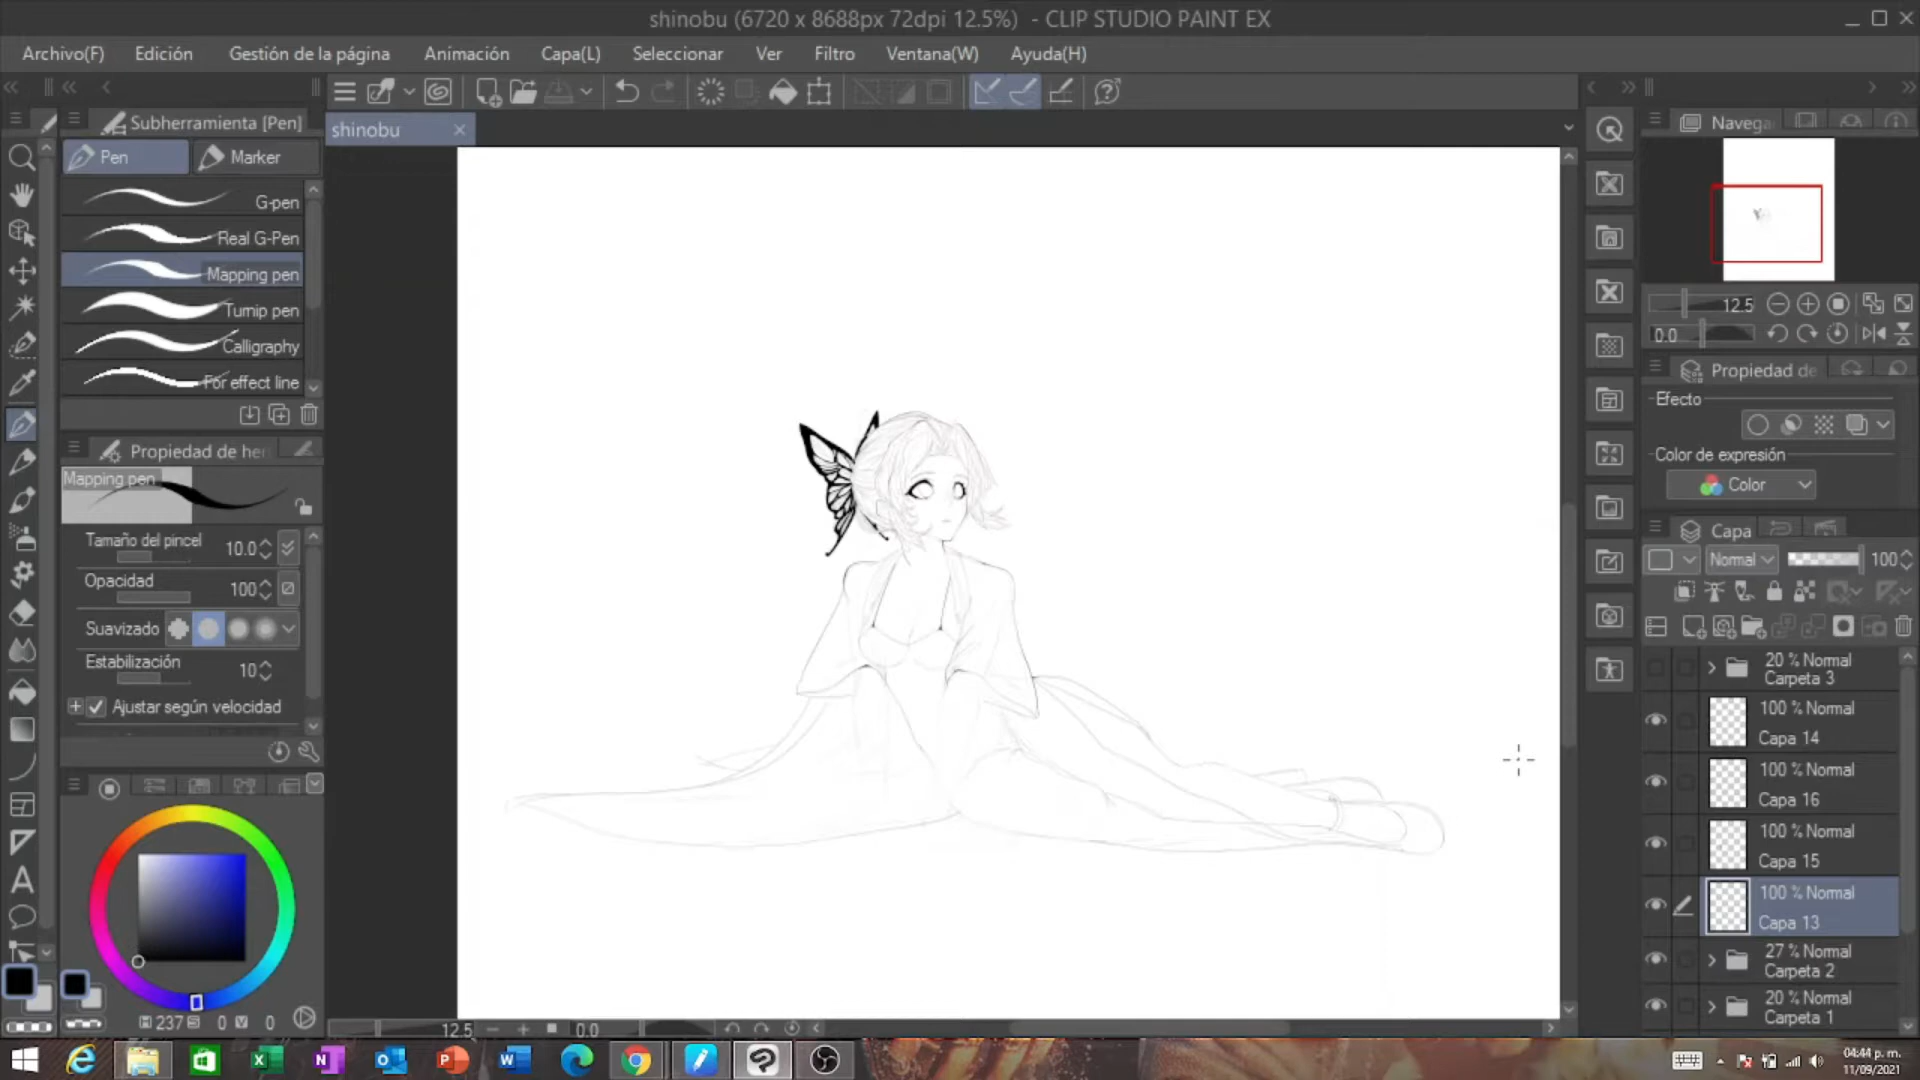 shinobu (6720 x 8688px 72dpi 12.5%) - CLIP STUDIO PAINT EX
Archivo(F) Edición Gestión de la página Animación Capa(L) Seleccionar Ver Filtro Ventana(W) Ayuda(H)
Subherramienta [Pen]
shinobu
Navega
Pen Marker
G-pen
Real G-Pen
Mapping pen
Turnip pen
Calligraphy
For effect line
12.5
0.0
Propiedad de
Efecto
Color de expresión
Color
Propiedad de her
Mapping pen
Tamaño del pincel 10.0
Opacidad 100
Suavizado
Estabilización 10
Ajustar según velocidad
Capa
Normal 100
20 % Normal
Carpeta 3
100 % Normal
Capa 14
100 % Normal
Capa 16
100 % Normal
Capa 15
100 % Normal
Capa 13
27 % Normal
Carpeta 2
20 % Normal
Carpeta 1
H 237 S 0 V 0
12.5 0.0
04:44 p. m.
11/09/2021